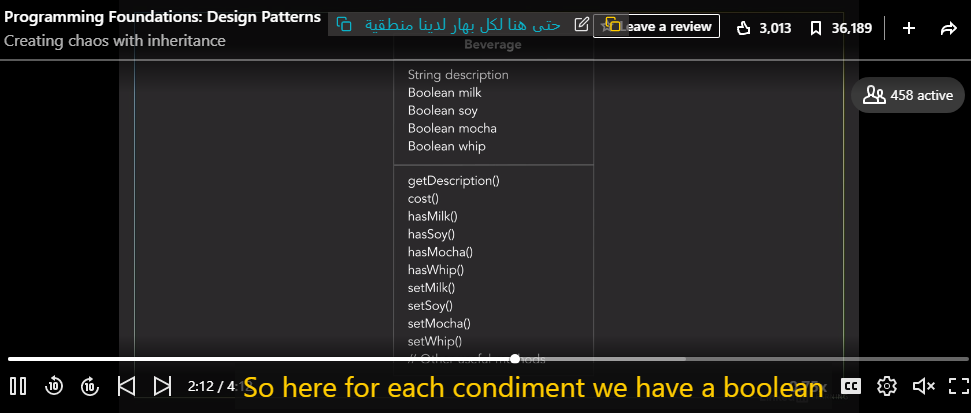 Programming Foundations: Design Patterns
Creating chaos with inheritance
حتى هنا لكل بهار لدينا منطقية
Leave a review
3,013
36,189
458 active
Beverage
String description
Boolean milk
Boolean soy
Boolean mocha
Boolean whip
getDescription()
cost()
hasMilk()
hasSoy()
hasMocha()
hasWhip()
setMilk()
setSoy()
setMocha()
setWhip()
// Other useful methods
10
10
2:12 / 4:
So here for each condiment we have a boolean
CC